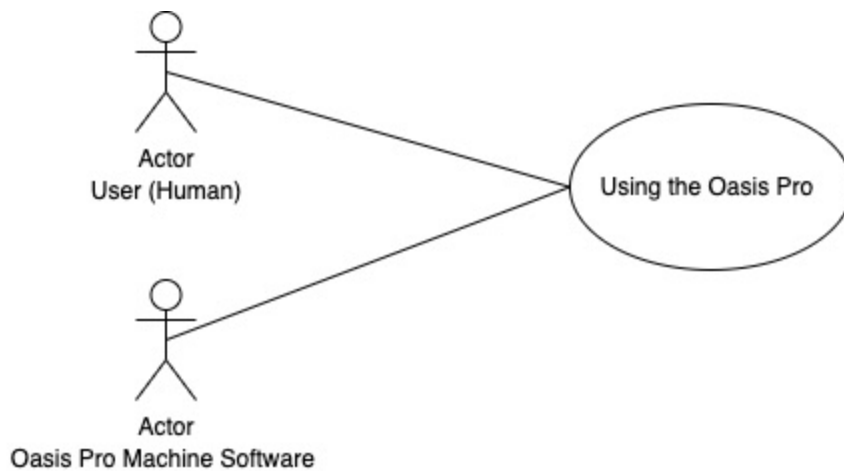 Actor
User (Human)
Using the Oasis Pro
Actor
Oasis Pro Machine Software